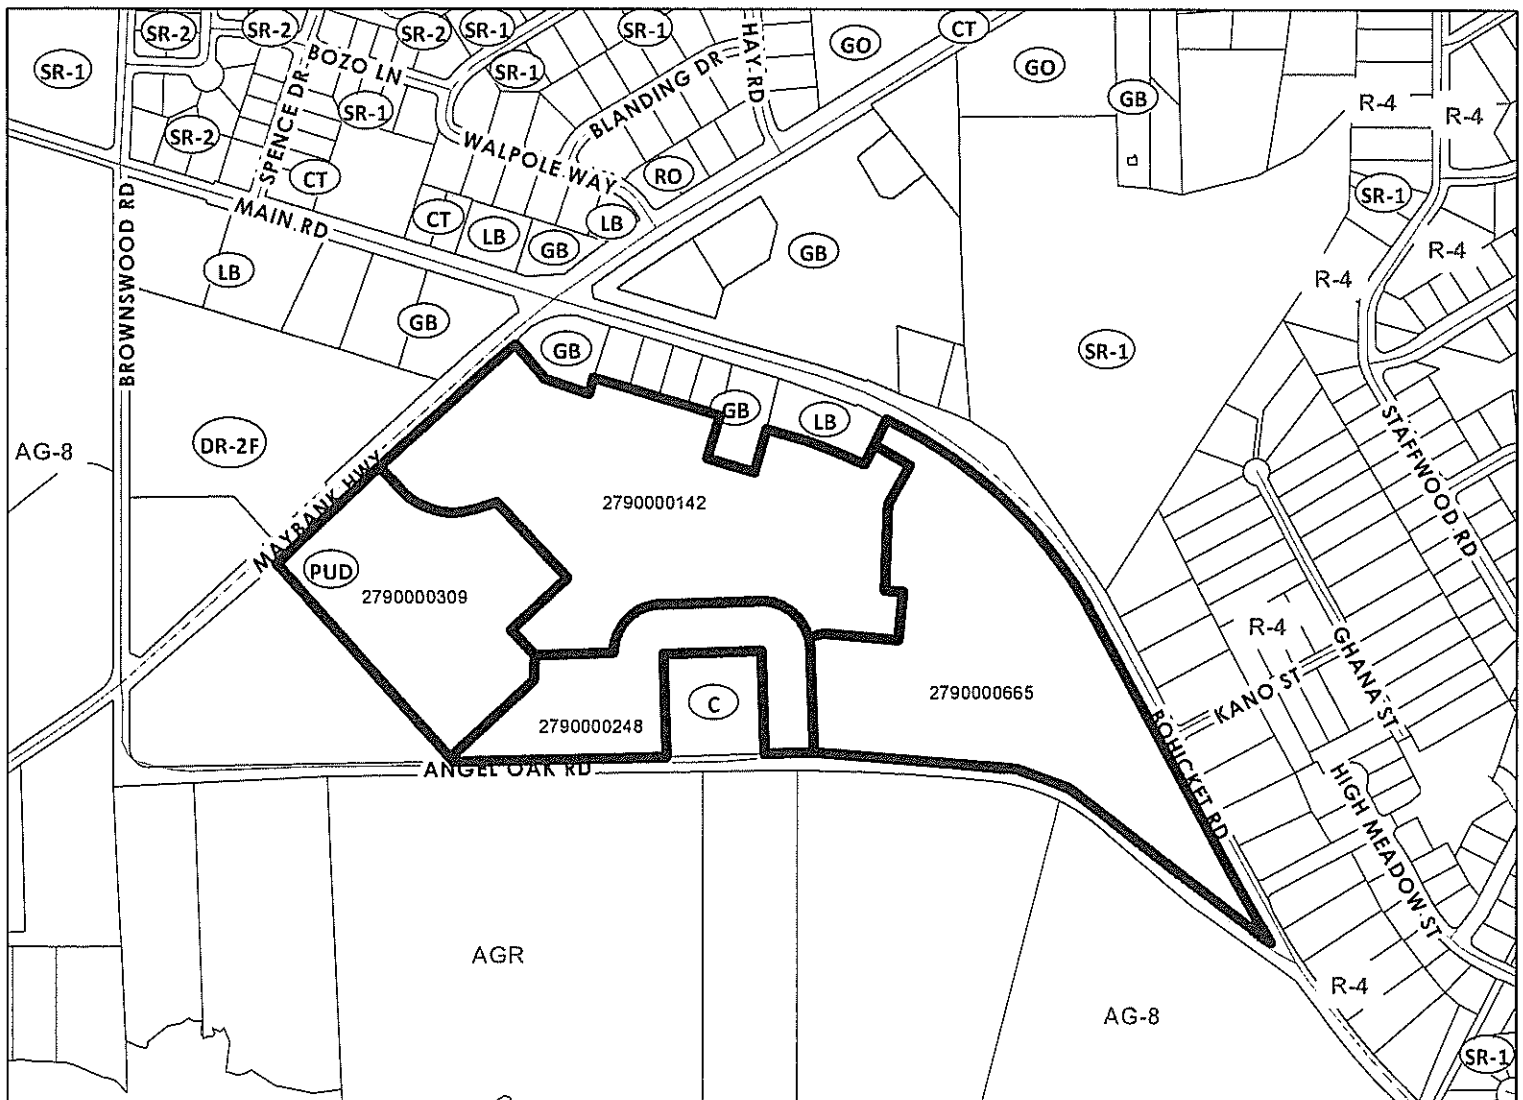 SR-2
SR-2
SR-2
SR-1
SR-1
CT
SR-1
BOZO LN
SR-1
HAY RD
GO
GO
GB
R-4
R-4
SR-1
SR-2
SPENCE DR
BLANDING DR
WALPOLE WAY
RO
CT
SR-1
BROWNSWOOD RD
MAIN RD
CT
LB
GB
LB
GB
R-4
R-4
LB
GB
GB
SR-1
GB
LB
STAFFWOOD RD
AG-8
DR-2F
MAYBANK HWY
2790000142
PUD
2790000309
R-4
GHANA ST
KANO ST
2790000665
C
2790000248
BOHICKET RD
ANGEL OAK RD
HIGH MEADOW ST
AGR
R-4
AG-8
SR-1